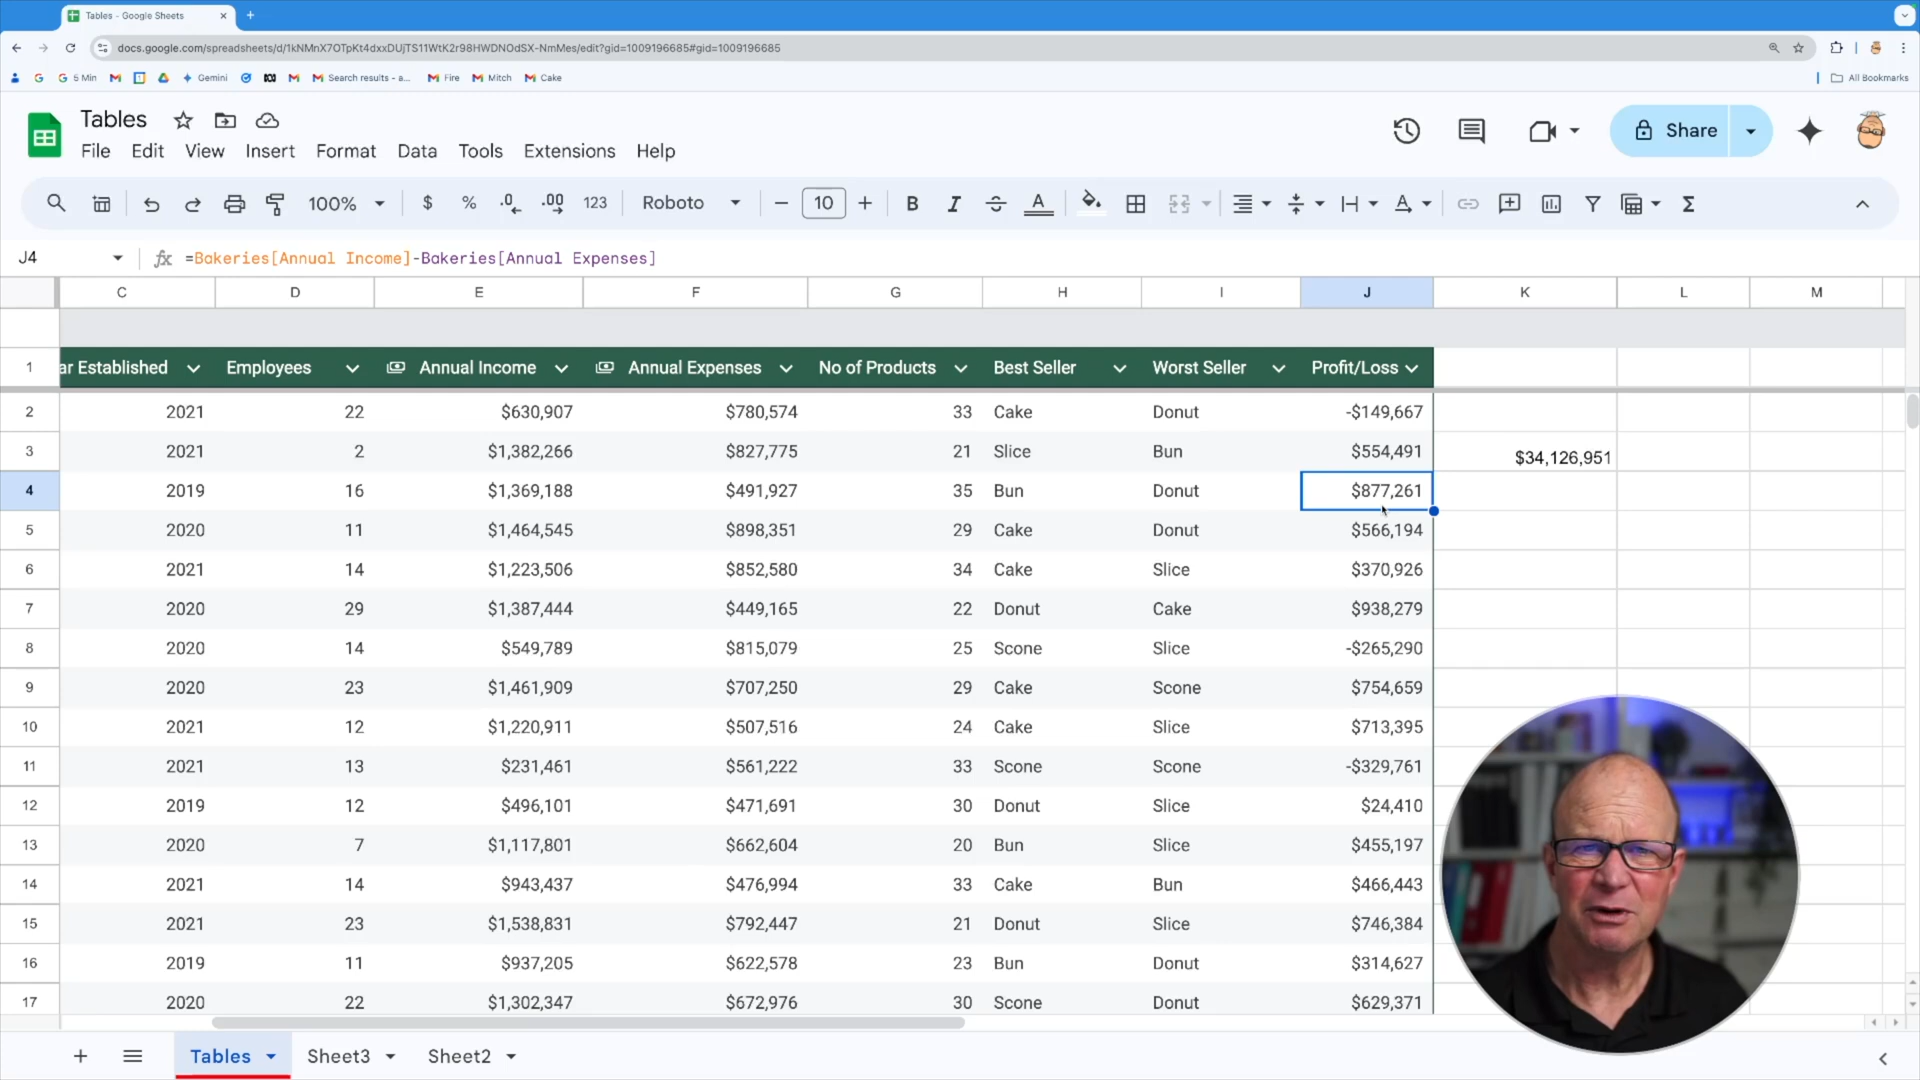 Tables - Google Sheets
docs.google.com/spreadsheets/d/1kNMnX7OTpKt4dxxDUjTS11WtK2r98HWDNOdSX-NmMes/edit?gid=1009196685#gid=1009196685
5 Min Gemini Search results - a... Fire Mitch Cake All Bookmarks
Tables
Share
File Edit View Insert Format Data Tools Extensions Help
100% $ % .0 .00 123 Roboto 10 B I A
J4 fx =Bakeries[Annual Income]-Bakeries[Annual Expenses]
C D E F G H I J K L M
1 ar Established Employees Annual Income Annual Expenses No of Products Best Seller Worst Seller Profit/Loss
2 2021 22 $630,907 $780,574 33 Cake Donut -$149,667
3 2021 2 $1,382,266 $827,775 21 Slice Bun $554,491 $34,126,951
4 2019 16 $1,369,188 $491,927 35 Bun Donut $877,261
5 2020 11 $1,464,545 $898,351 29 Cake Donut $566,194
6 2021 14 $1,223,506 $852,580 34 Cake Slice $370,926
7 2020 29 $1,387,444 $449,165 22 Donut Cake $938,279
8 2020 14 $549,789 $815,079 25 Scone Slice -$265,290
9 2020 23 $1,461,909 $707,250 29 Cake Scone $754,659
10 2021 12 $1,220,911 $507,516 24 Cake Slice $713,395
11 2021 13 $231,461 $561,222 33 Scone Scone -$329,761
12 2019 12 $496,101 $471,691 30 Donut Slice $24,410
13 2020 7 $1,117,801 $662,604 20 Bun Slice $455,197
14 2021 14 $943,437 $476,994 33 Cake Bun $466,443
15 2021 23 $1,538,831 $792,447 21 Donut Slice $746,384
16 2019 11 $937,205 $622,578 23 Bun Donut $314,627
17 2020 22 $1,302,347 $672,976 30 Scone Donut $629,371
Tables Sheet3 Sheet2